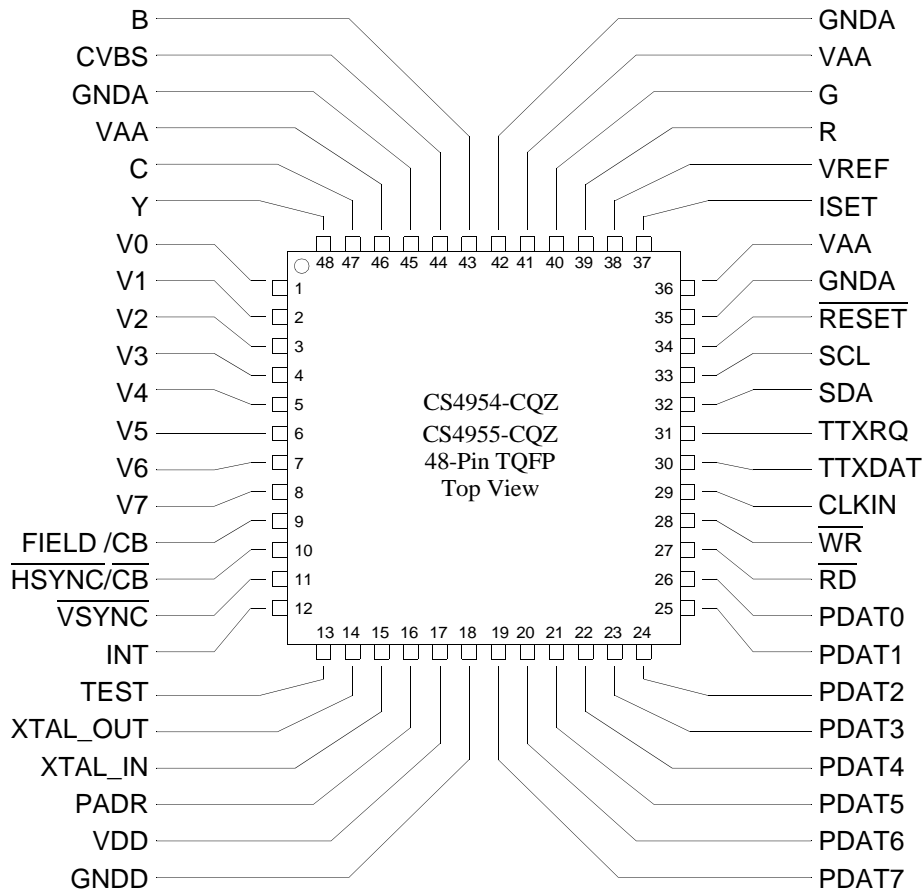 B
CVBS
GNDA
VAA
C
Y
V0
V1
V2
V3
V4
V5
V6
V7
FIELD /CB
HSYNC/CB
VSYNC
INT
TEST
XTAL_OUT
XTAL_IN
PADR
VDD
GNDD
48 47 46 45 44 43 42 41 40 39 38 37
1
2
3
4
5
6
7
8
9
10
11
12
CS4954-CQZ
CS4955-CQZ
48-Pin TQFP
Top View
36
35
34
33
32
31
30
29
28
27
26
25
13 14 15 16 17 18 19 20 21 22 23 24
GNDA
VAA
G
R
VREF
ISET
VAA
GNDA
RESET
SCL
SDA
TTXRQ
TTXDAT
CLKIN
WR
RD
PDAT0
PDAT1
PDAT2
PDAT3
PDAT4
PDAT5
PDAT6
PDAT7